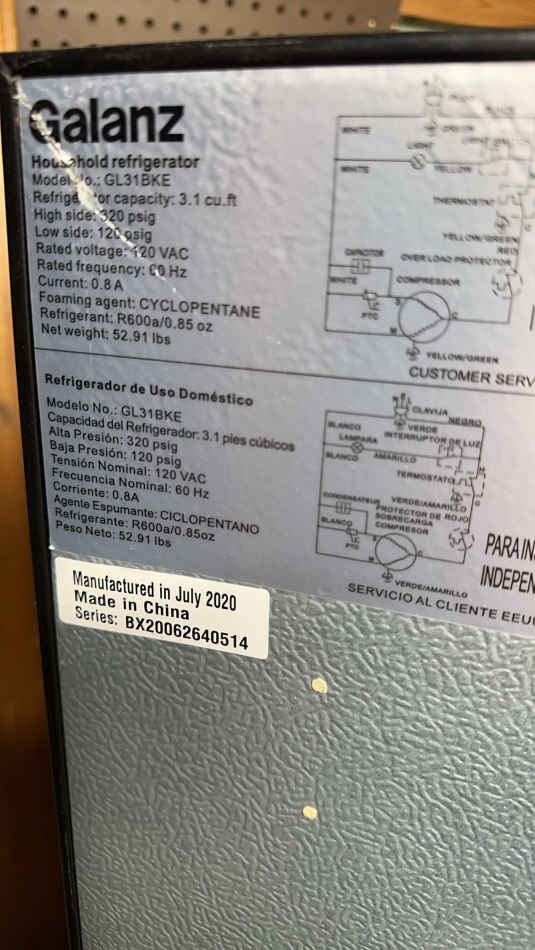 Galanz
Household refrigerator
Model No.: GL31BKE
Refrigerator capacity: 3.1 cu.ft
High side: 320 psig
Low side: 120 psig
Rated voltage: 120 VAC
Rated frequency: 60 Hz
Current: 0.8 A
Foaming agent: CYCLOPENTANE
Refrigerant: R600a/0.85 oz
Net weight: 52.91 lbs
WHITE
LIGHT
WHITE
YELLOW
THERMOSTAT
YELLOW/GREEN
RED
OVERLOAD PROTECTOR
CAPACITOR
COMPRESSOR
WHITE
PTC
S
M
C
YELLOW/GREEN
CUSTOMER SERV
Refrigerador de Uso Doméstico
Modelo No.: GL31BKE
Capacidad del Refrigerador: 3.1 pies cúbicos
Alta Presión: 320 psig
Baja Presión: 120 psig
Tensión Nominal: 120 VAC
Frecuencia Nominal: 60 Hz
Corriente: 0.8A
Agente Espumante: CICLOPENTANO
Refrigerante: R600a/0.85oz
Peso Neto: 52.91 lbs
CLAVIJA
NEGRO
BLANCO
VERDE
LAMPARA
INTERRUPTOR DE LUZ
BLANCO
AMARILLO
TERMOSTATO
VERDE/AMARILLO
CONDENSATEUR
PROTECTOR DE ROJO
SOBRECARGA
COMPRESOR
BLANCO
PTC
VERDE/AMARILLO
SERVICIO AL CLIENTE EEU
PARA IN
INDEPEN
Manufactured in July 2020
Made in China
Series: BX20062640514